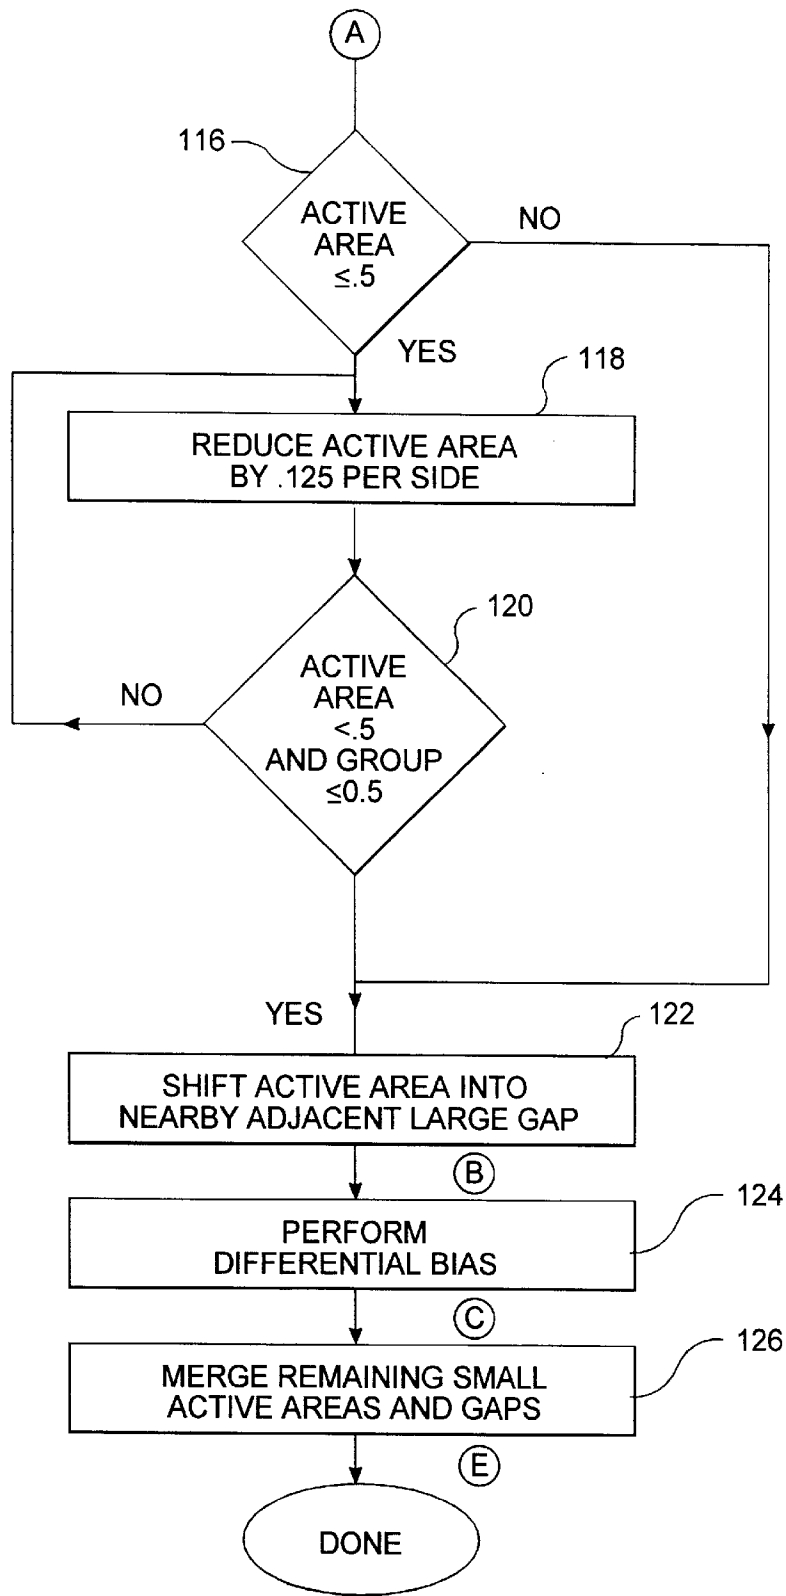 A
116
ACTIVE
AREA
≤.5
NO
YES
118
REDUCE ACTIVE AREA
BY .125 PER SIDE
120
ACTIVE
AREA
<.5
AND GROUP
≤0.5
NO
YES
122
SHIFT ACTIVE AREA INTO
NEARBY ADJACENT LARGE GAP
B
124
PERFORM
DIFFERENTIAL BIAS
C
126
MERGE REMAINING SMALL
ACTIVE AREAS AND GAPS
E
DONE